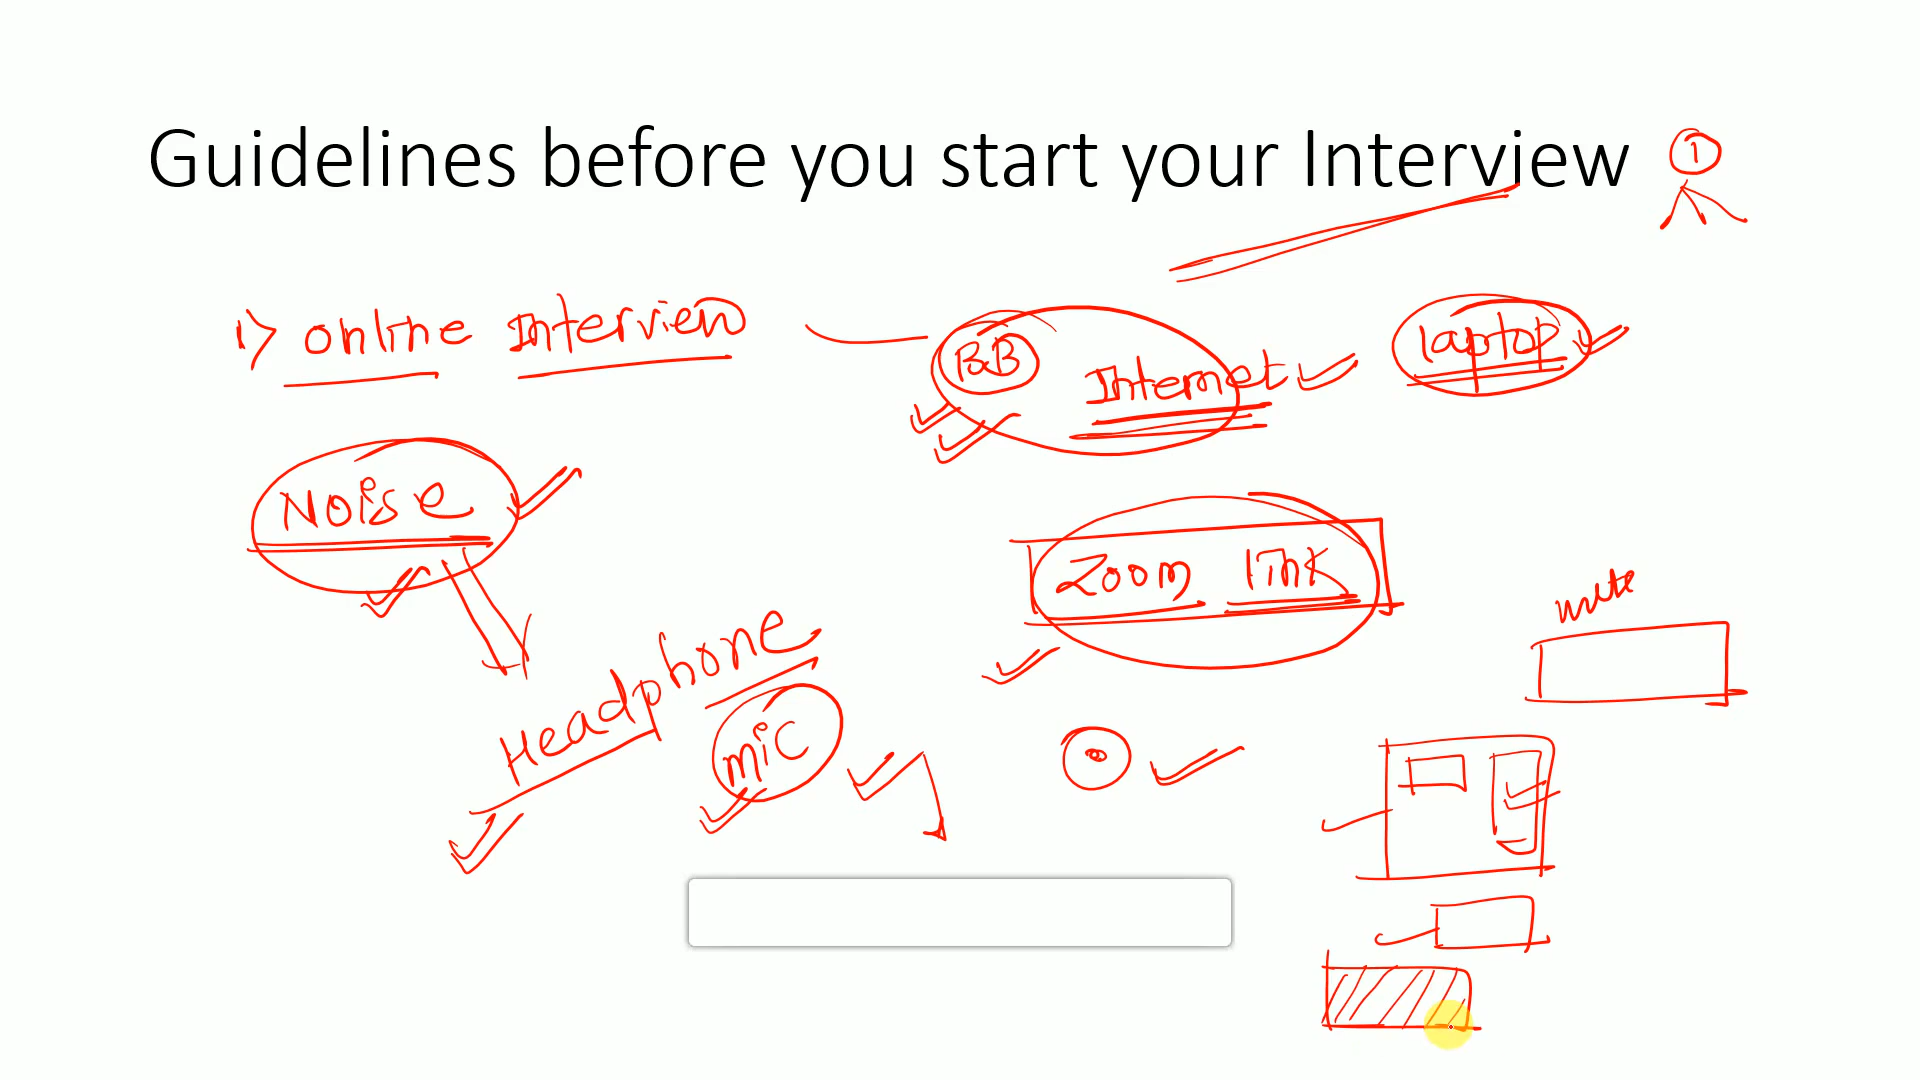 Guidelines before you start your Interview
1
1) online Interview
BB Internet
laptop
Noise
Zoom link
mute
Headphone
mic